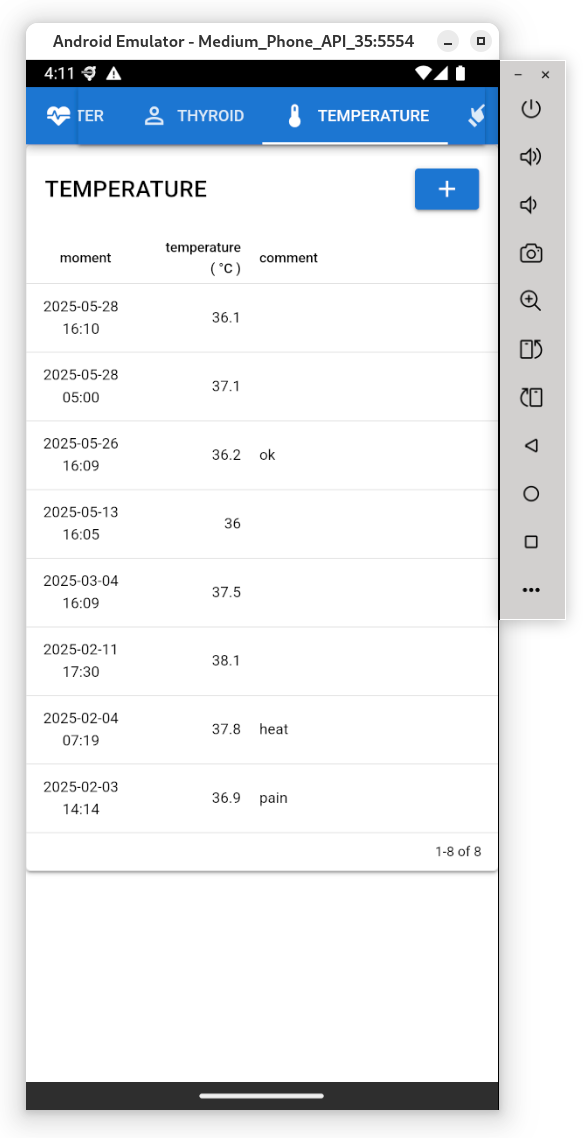 Android Emulator - Medium_Phone_API_35:5554
4:11
TER THYROID TEMPERATURE
TEMPERATURE
+
moment temperature ( °C ) comment
2025-05-28 16:10 36.1
2025-05-28 05:00 37.1
2025-05-26 16:09 36.2 ok
2025-05-13 16:05 36
2025-03-04 16:09 37.5
2025-02-11 17:30 38.1
2025-02-04 07:19 37.8 heat
2025-02-03 14:14 36.9 pain
1-8 of 8